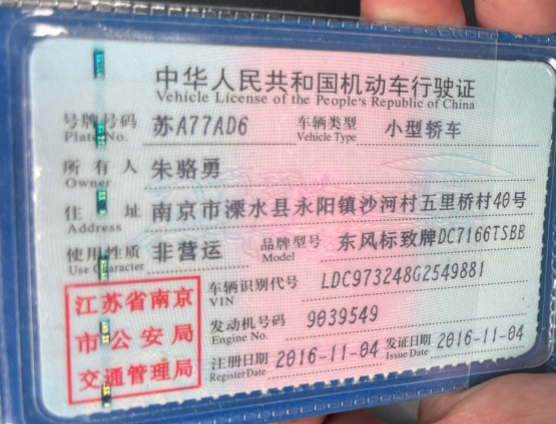 中华人民共和国机动车行驶证
Vehicle License of the People's Republic of China
号牌号码 苏A77AD6 车辆类型 小型轿车
Plate No. Vehicle Type
所有人 朱骆勇
Owner
住址 南京市溧水县永阳镇沙河村五里桥村40号
Address
使用性质 非营运 品牌型号 东风标致牌DC7166TSBB
Use Character Model
江苏省南京 车辆识别代号 LDC973248G2549881
VIN
市公安局 发动机号码 9039549
Engine No.
交通管理局 注册日期 2016-11-04 发证日期 2016-11-04
Register Date Issue Date